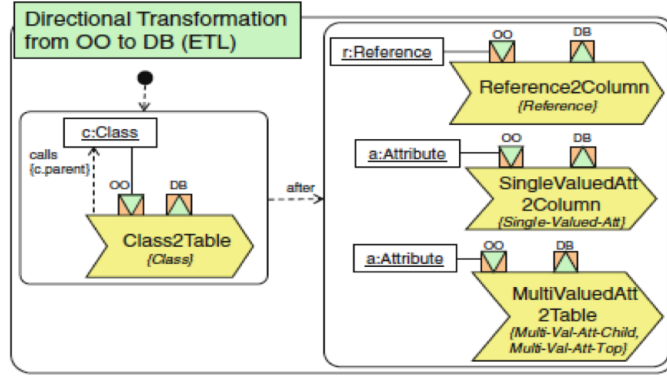 Directional Transformation
from OO to DB (ETL)
c:Class
calls
{c.parent}
OO
DB
Class2Table
{Class}
after
r:Reference
OO
DB
Reference2Column
{Reference}
a:Attribute
OO
DB
SingleValuedAtt
2Column
{Single-Valued-Att}
a:Attribute
OO
DB
MultiValuedAtt
2Table
{Multi-Val-Att-Child,
Multi-Val-Att-Top}